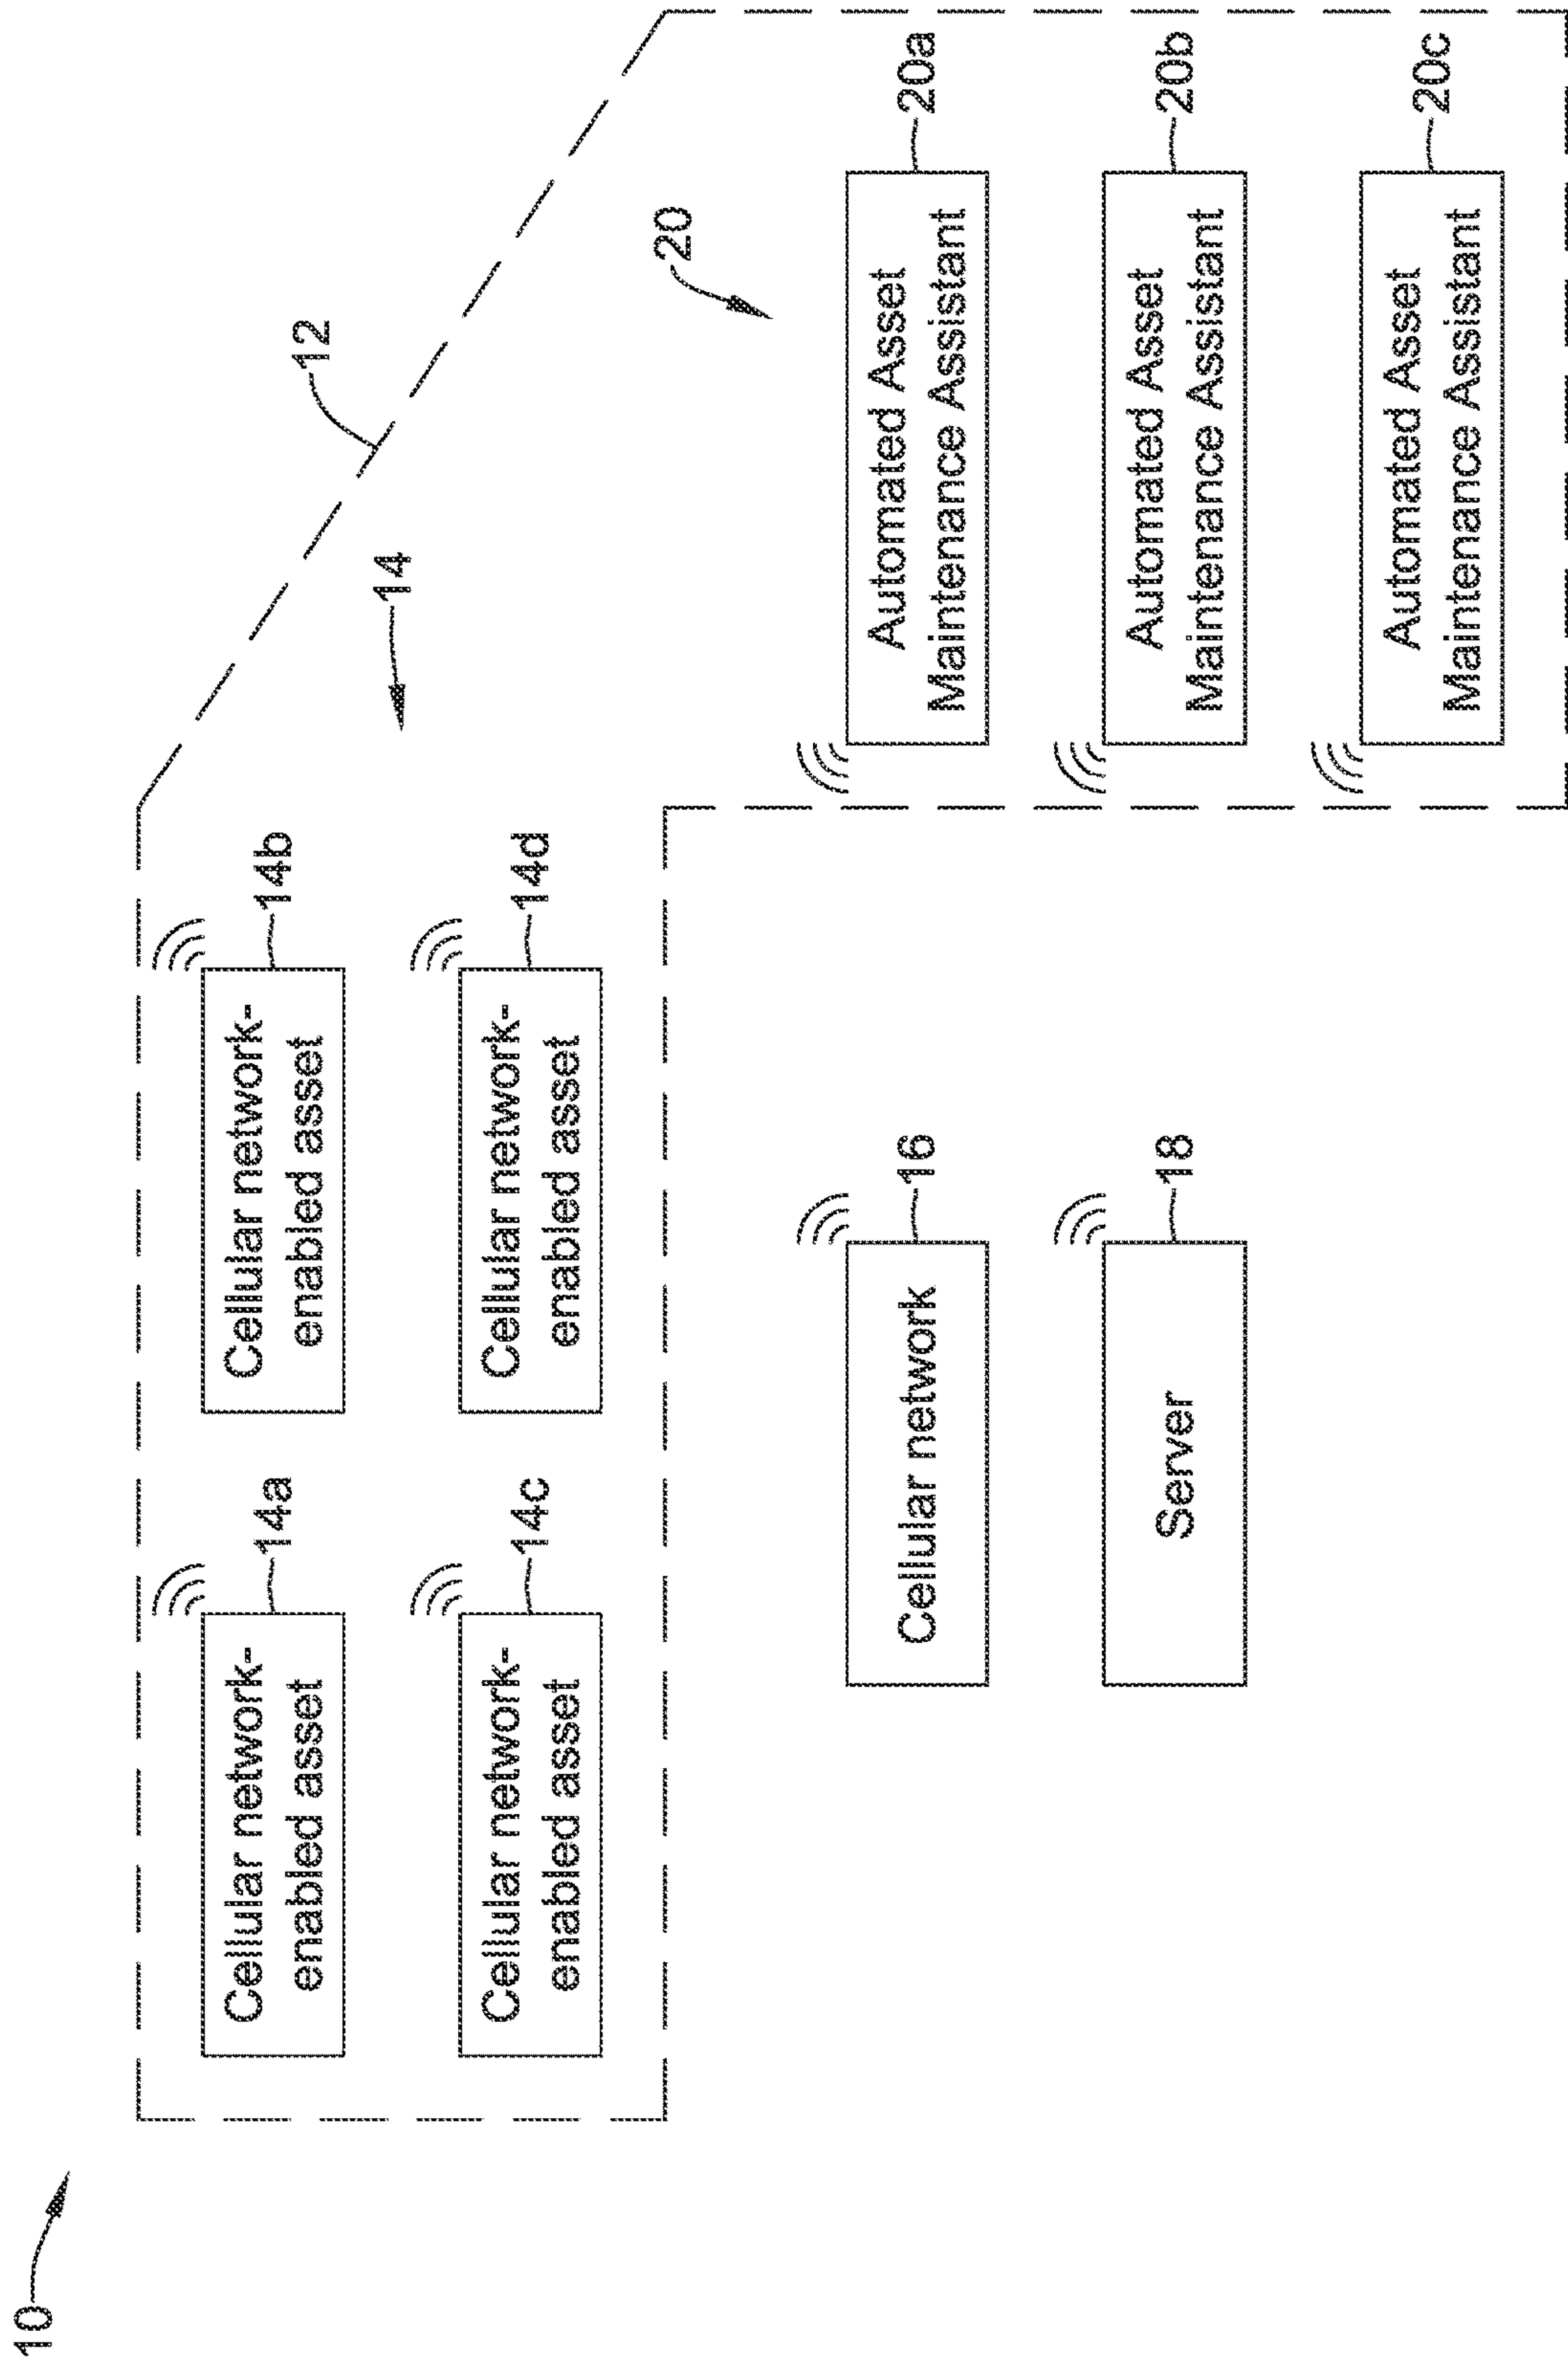 10
12
14
14a
Cellular network-
enabled asset
14b
Cellular network-
enabled asset
14c
Cellular network-
enabled asset
14d
Cellular network-
enabled asset
16
Cellular network
18
Server
20
20a
Automated Asset
Maintenance Assistant
20b
Automated Asset
Maintenance Assistant
20c
Automated Asset
Maintenance Assistant